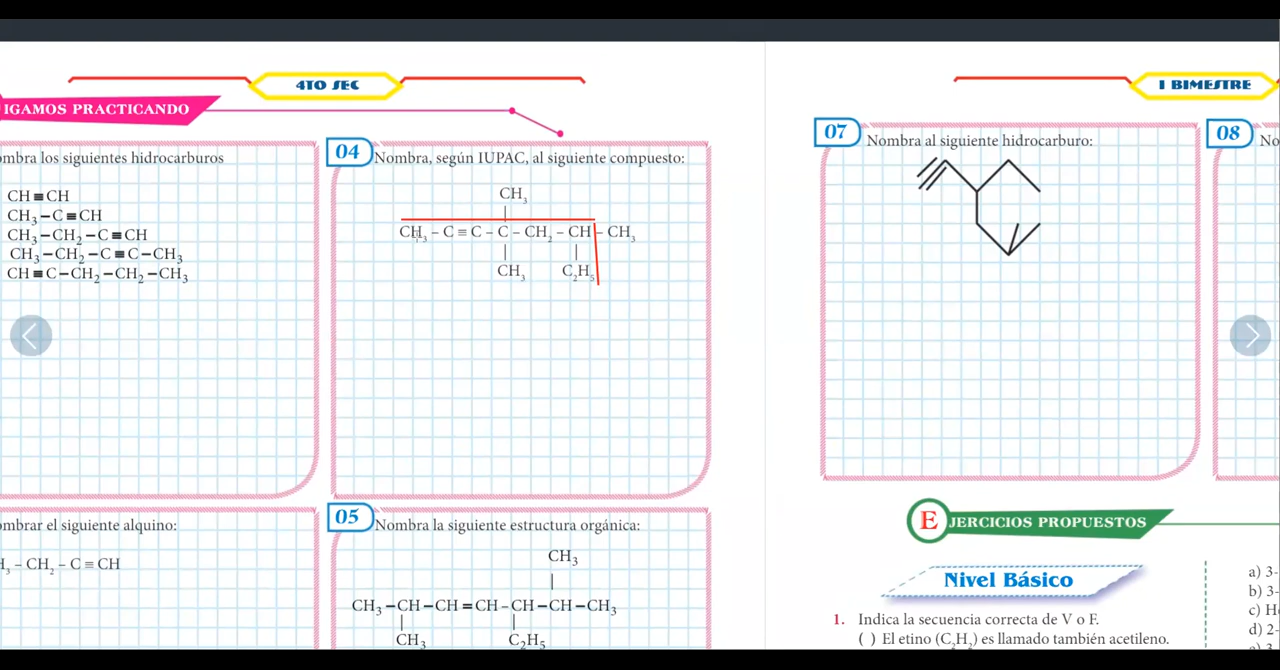 4TO SEC
IGAMOS PRACTICANDO
ombra los siguientes hidrocarburos
CH≡CH
CH₃−C≡CH
CH₃−CH₂−C≡CH
CH₃−CH₂−C≡C−CH₃
CH≡C−CH₂−CH₂−CH₃
04
Nombra, según IUPAC, al siguiente compuesto:
CH₃
CH₃ − C ≡ C − C − CH₂ − CH − CH₃
CH₃ C₂H₅
ombrar el siguiente alquino:
H₃ − CH₂ − C ≡ CH
05
Nombra la siguiente estructura orgánica:
CH₃
CH₃−CH−CH=CH−CH−CH−CH₃
CH₃ C₂H₅
I BIMESTRE
07
Nombra al siguiente hidrocarburo:
08
No
EJERCICIOS PROPUESTOS
Nivel Básico
1. Indica la secuencia correcta de V o F.
( ) El etino (C₂H₂) es llamado también acetileno.
a) 3-
b) 3-
c) H
d) 2-